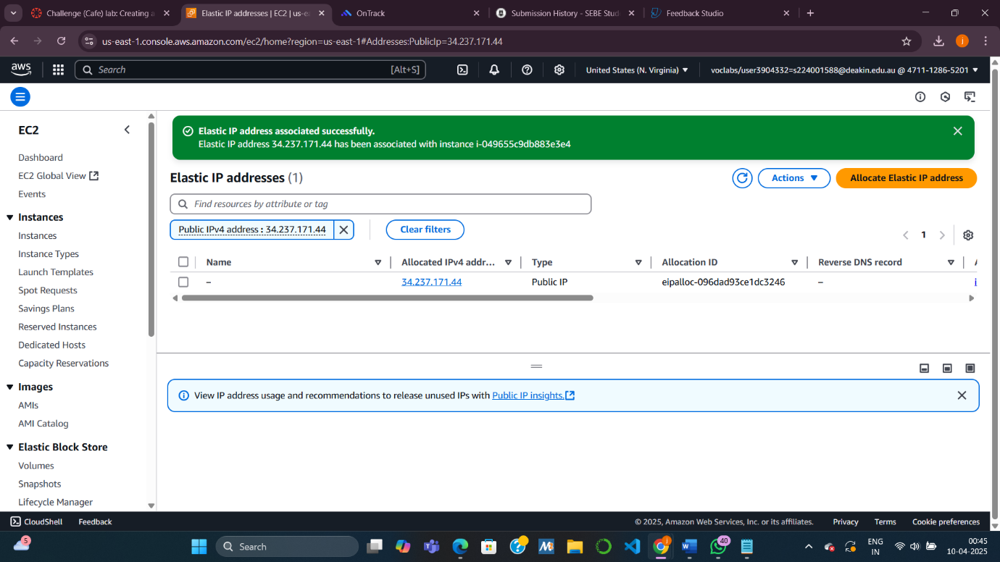 Challenge (Cafe) lab: Creating a
Elastic IP addresses | EC2 | us-ea
OnTrack
Submission History - SEBE Stud
Feedback Studio
us-east-1.console.aws.amazon.com/ec2/home?region=us-east-1#Addresses:PublicIp=34.237.171.44
j
aws
Search
[Alt+S]
United States (N. Virginia)
voclabs/user3904332=s224001588@deakin.edu.au @ 4711-1286-5201
EC2
Dashboard
EC2 Global View
Events
Instances
Instances
Instance Types
Launch Templates
Spot Requests
Savings Plans
Reserved Instances
Dedicated Hosts
Capacity Reservations
Images
AMIs
AMI Catalog
Elastic Block Store
Volumes
Snapshots
Lifecycle Manager
Elastic IP address associated successfully.
Elastic IP address 34.237.171.44 has been associated with instance i-049655c9db883e3e4
Elastic IP addresses (1)
Actions
Allocate Elastic IP address
Find resources by attribute or tag
Public IPv4 address : 34.237.171.44
Clear filters
1
Name
Allocated IPv4 addr...
Type
Allocation ID
Reverse DNS record
–
34.237.171.44
Public IP
eipalloc-096dad93ce1dc3246
–
i
View IP address usage and recommendations to release unused IPs with Public IP insights.
CloudShell
Feedback
© 2025, Amazon Web Services, Inc. or its affiliates.
Privacy
Terms
Cookie preferences
5
Search
40
ENG
IN
00:45
10-04-2025